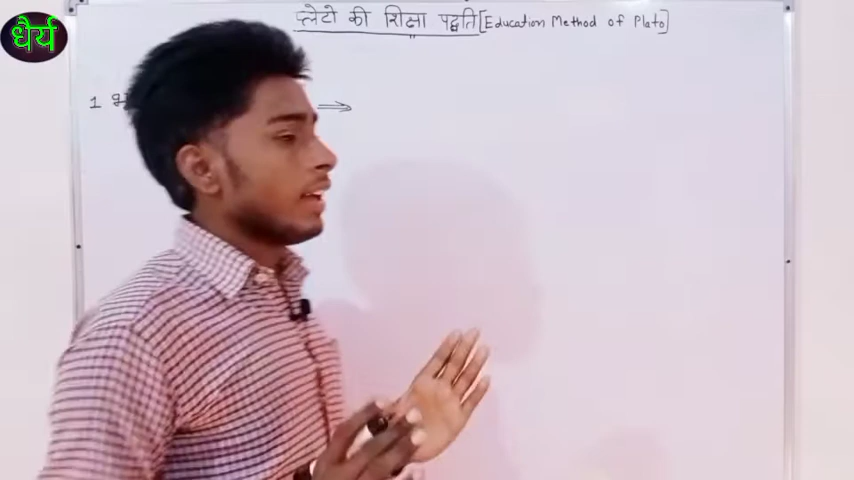 धैर्य
प्लेटो की शिक्षा पद्धति [Education Method of Plato]
1